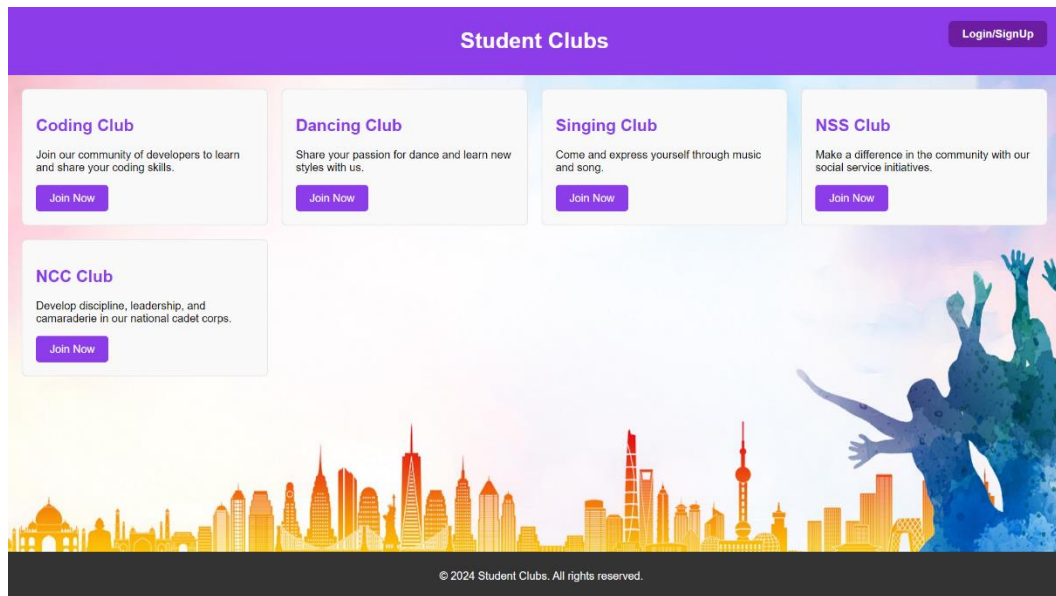 Student Clubs
Login/SignUp
Coding Club
Join our community of developers to learn
and share your coding skills.
Join Now
Dancing Club
Share your passion for dance and learn new
styles with us.
Join Now
Singing Club
Come and express yourself through music
and song.
Join Now
NSS Club
Make a difference in the community with our
social service initiatives.
Join Now
NCC Club
Develop discipline, leadership, and
camaraderie in our national cadet corps.
Join Now
© 2024 Student Clubs. All rights reserved.